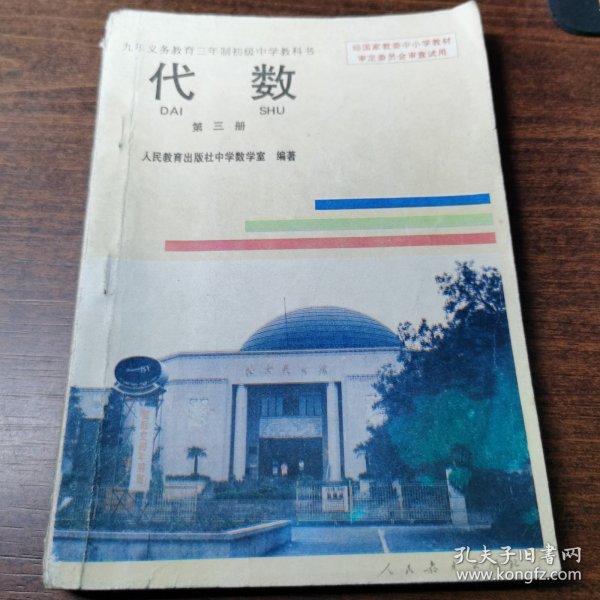 九年义务教育三年制初级中学教科书
经国家教委中小学教材
审定委员会审查试用
代 数
DAI SHU
第三册
人民教育出版社中学数学室 编著
北京天文馆
人民教
孔夫子旧书网
www.kongfz.com